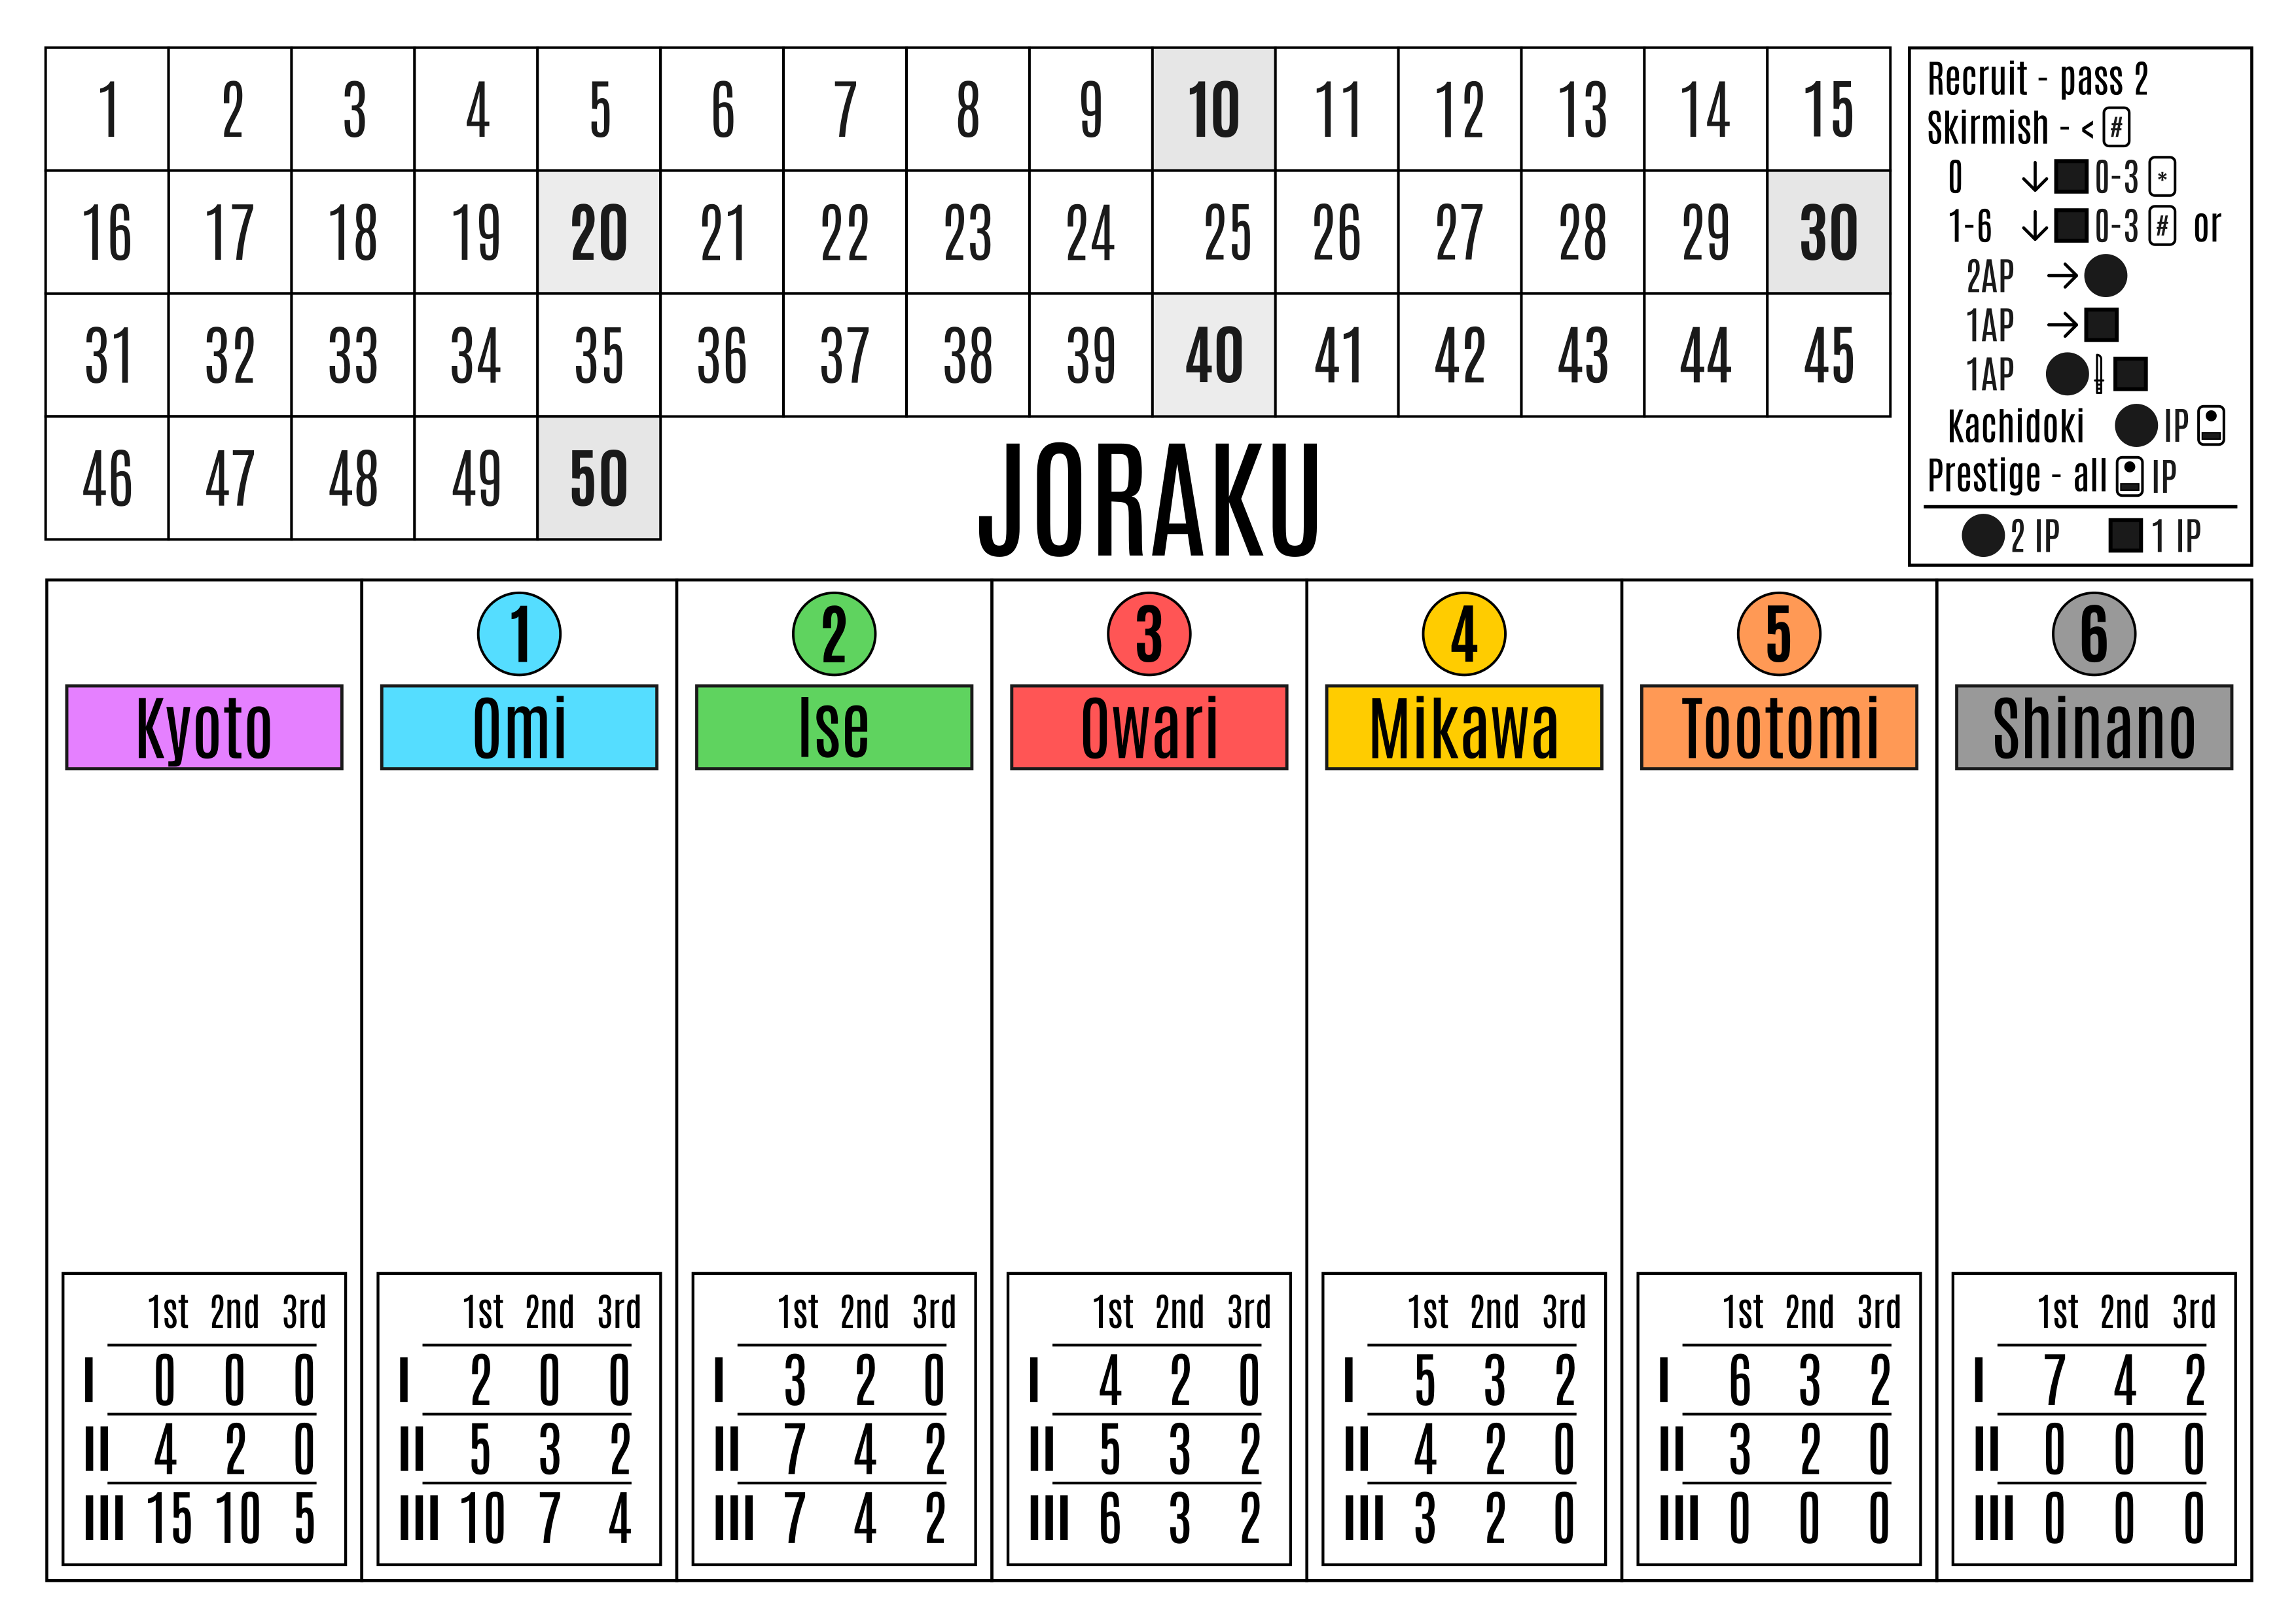 1 2 3 4 5 6 7 8 9 10 11 12 13 14 15
16 17 18 19 20 21 22 23 24 25 26 27 28 29 30
31 32 33 34 35 36 37 38 39 40 41 42 43 44 45
46 47 48 49 50
JORAKU
Recruit - pass 2
Skirmish - < #
0 ↓ 0-3 *
1-6 ↓ 0-3 # or
2AP →
1AP →
1AP
Kachidoki IP
Prestige - all IP
2 IP 1 IP
Kyoto
1st 2nd 3rd
I 0 0 0
II 4 2 0
III 15 10 5
1
Omi
1st 2nd 3rd
I 2 0 0
II 5 3 2
III 10 7 4
2
Ise
1st 2nd 3rd
I 3 2 0
II 7 4 2
III 7 4 2
3
Owari
1st 2nd 3rd
I 4 2 0
II 5 3 2
III 6 3 2
4
Mikawa
1st 2nd 3rd
I 5 3 2
II 4 2 0
III 3 2 0
5
Tootomi
1st 2nd 3rd
I 6 3 2
II 3 2 0
III 0 0 0
6
Shinano
1st 2nd 3rd
I 7 4 2
II 0 0 0
III 0 0 0